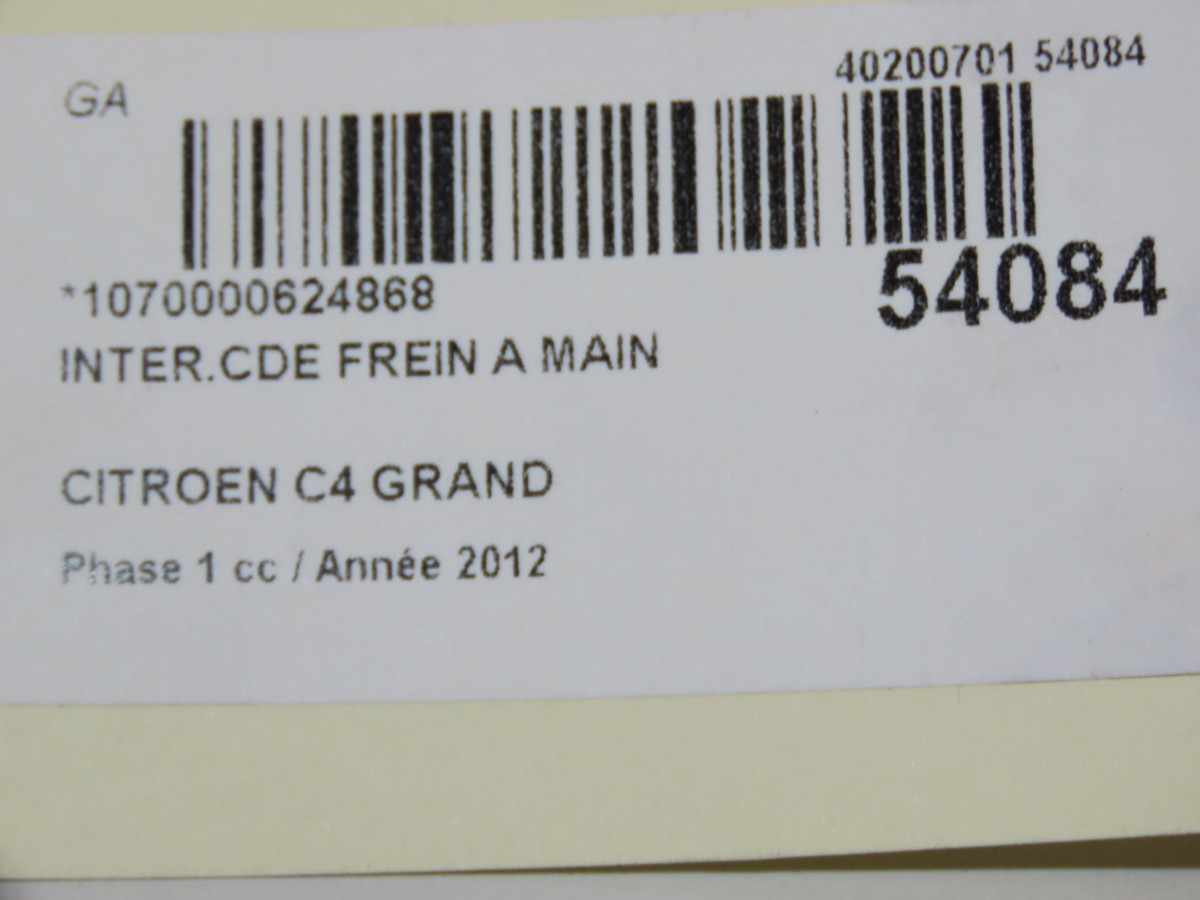 GA
40200701 54084
54084
*1070000624868
INTER.CDE FREIN A MAIN
CITROEN C4 GRAND
Phase 1 cc / Année 2012